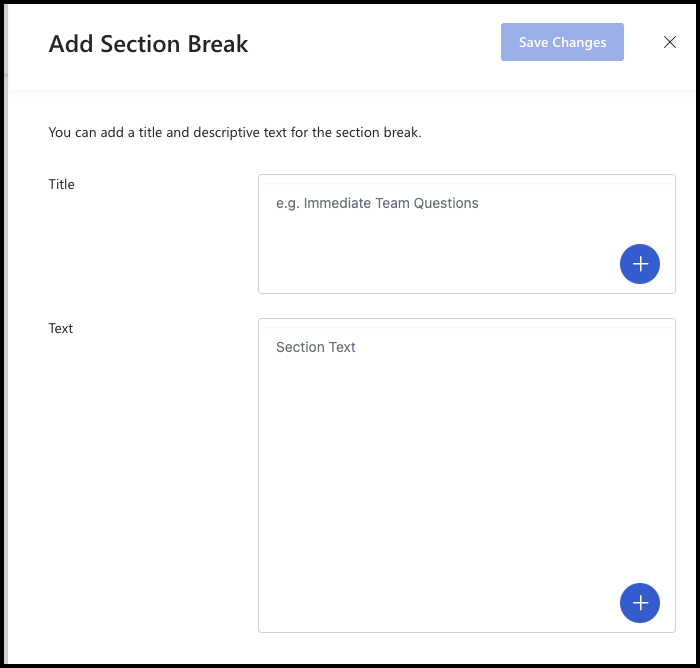 Add Section Break
Save Changes
You can add a title and descriptive text for the section break.
Title
e.g. Immediate Team Questions
Text
Section Text